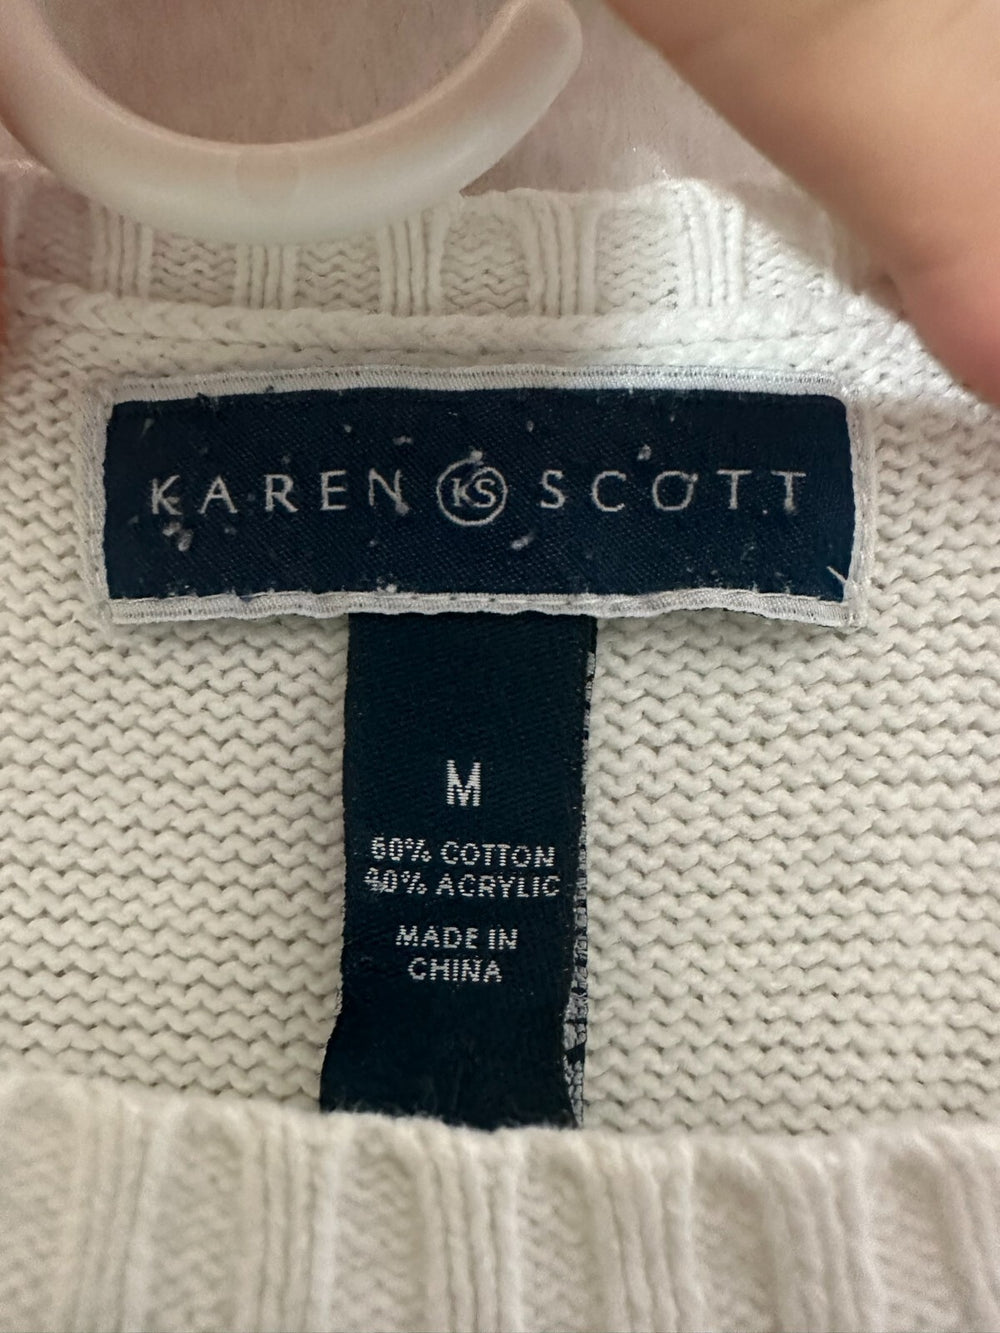 KAREN KS SCOTT
M
60% COTTON
40% ACRYLIC
MADE IN
CHINA